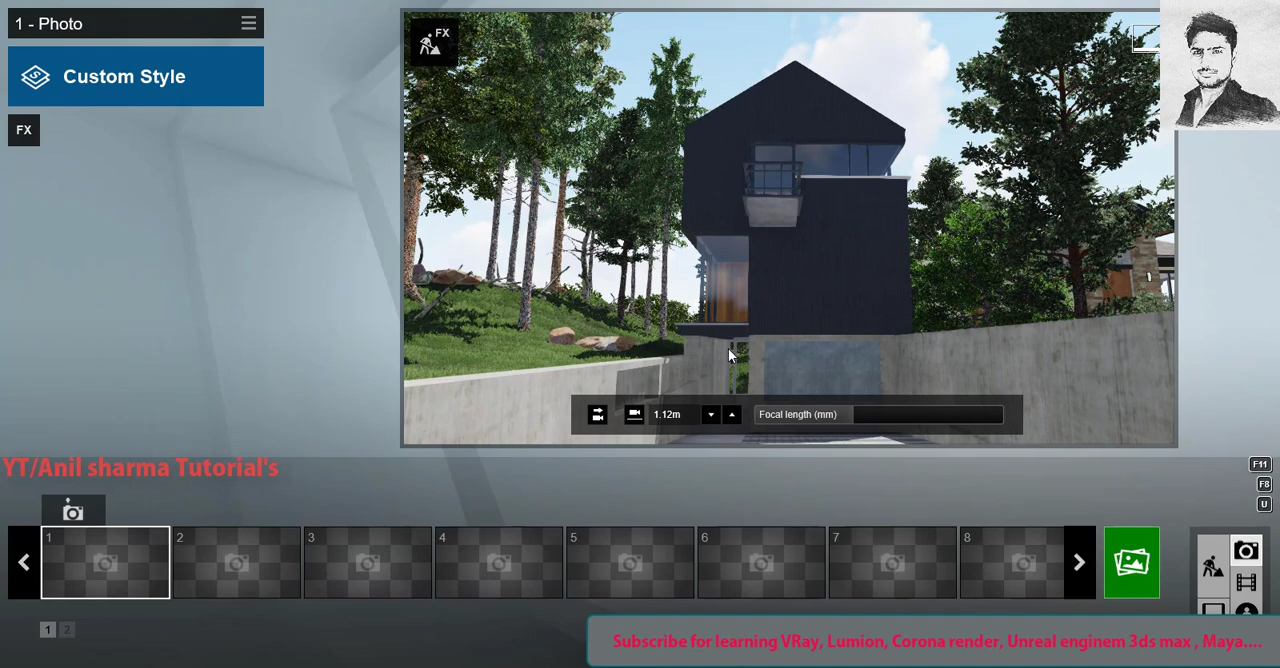 1 - Photo
Custom Style
FX
FX
1.12m
Focal length (mm)
YT/Anil sharma Tutorial's
F11
F8
U
1
2
3
4
5
6
7
8
1
2
Subscribe for learning VRay, Lumion, Corona render, Unreal enginem 3ds max , Maya....